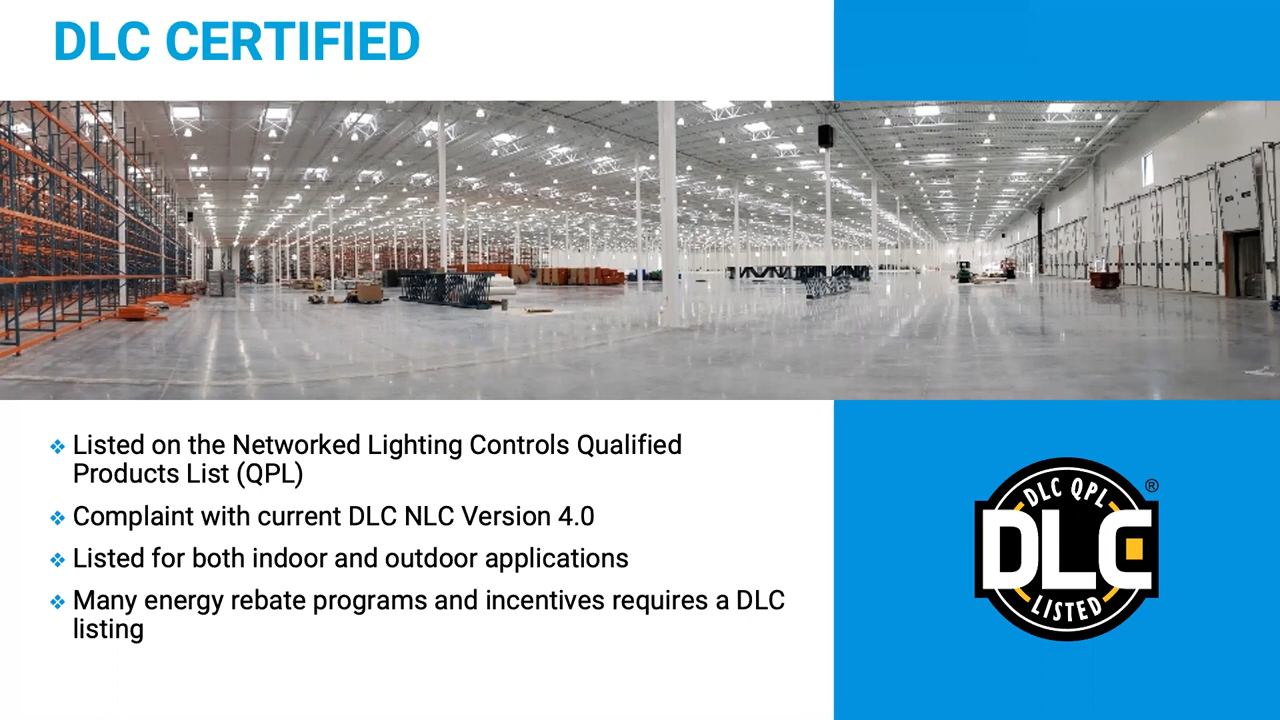 DLC CERTIFIED
Listed on the Networked Lighting Controls Qualified
Products List (QPL)
Complaint with current DLC NLC Version 4.0
Listed for both indoor and outdoor applications
Many energy rebate programs and incentives requires a DLC
listing
DLC QPL
®
DLC
LISTED